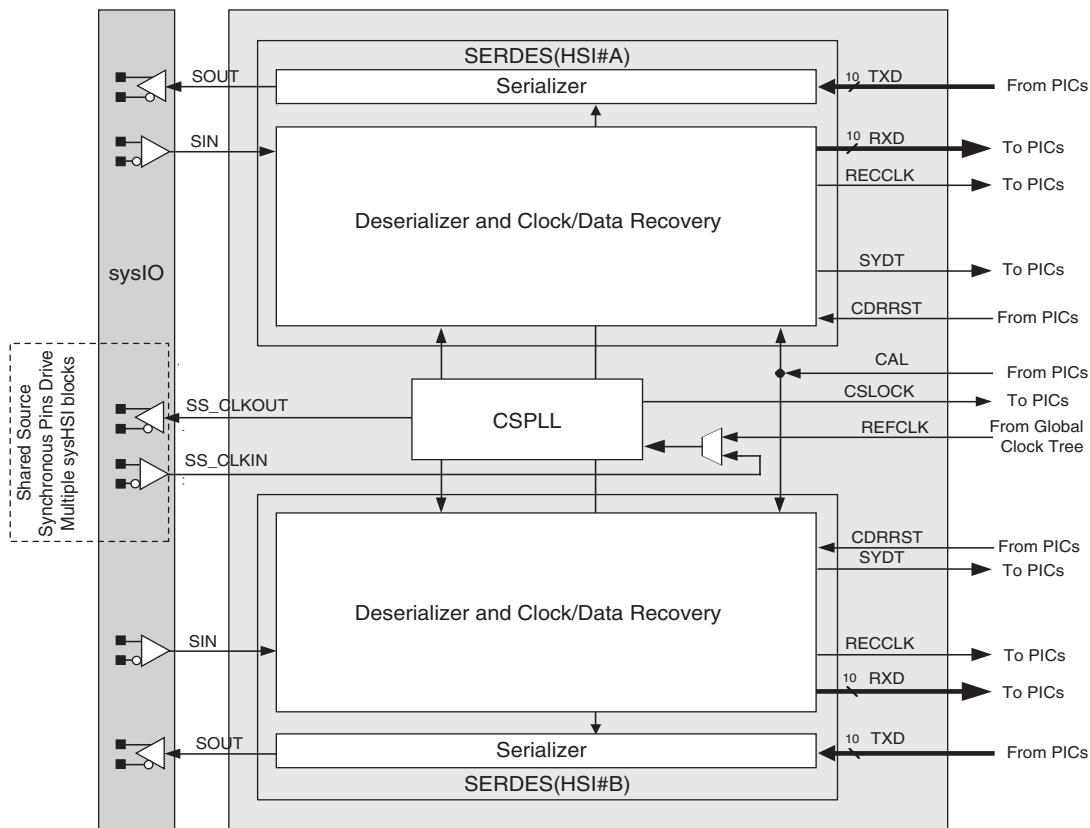 SERDES(HSI#A)
SOUT
Serializer
10 TXD
From PICs
SIN
10 RXD
To PICs
RECCLK
To PICs
Deserializer and Clock/Data Recovery
sysIO
SYDT
To PICs
CDRRST
From PICs
CAL
From PICs
Shared Source
Synchronous Pins Drive
Multiple sysHSI blocks
SS_CLKOUT
CSPLL
CSLOCK
To PICs
REFCLK
From Global
Clock Tree
SS_CLKIN
CDRRST
From PICs
SYDT
To PICs
Deserializer and Clock/Data Recovery
SIN
RECCLK
To PICs
10 RXD
To PICs
SOUT
Serializer
10 TXD
From PICs
SERDES(HSI#B)